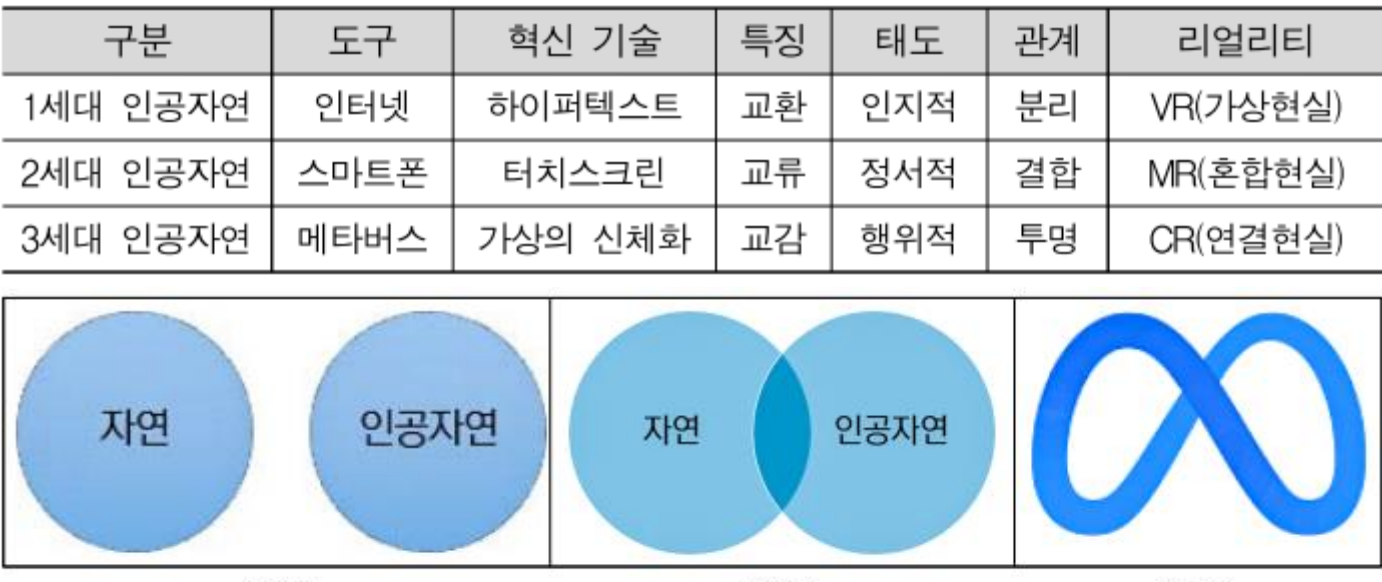 구분 도구 혁신 기술 특징 태도 관계 리얼리티
1세대 인공자연 인터넷 하이퍼텍스트 교환 인지적 분리 VR(가상현실)
2세대 인공자연 스마트폰 터치스크린 교류 정서적 결합 MR(혼합현실)
3세대 인공자연 메타버스 가상의 신체화 교감 행위적 투명 CR(연결현실)
자연 인공자연 자연 인공자연